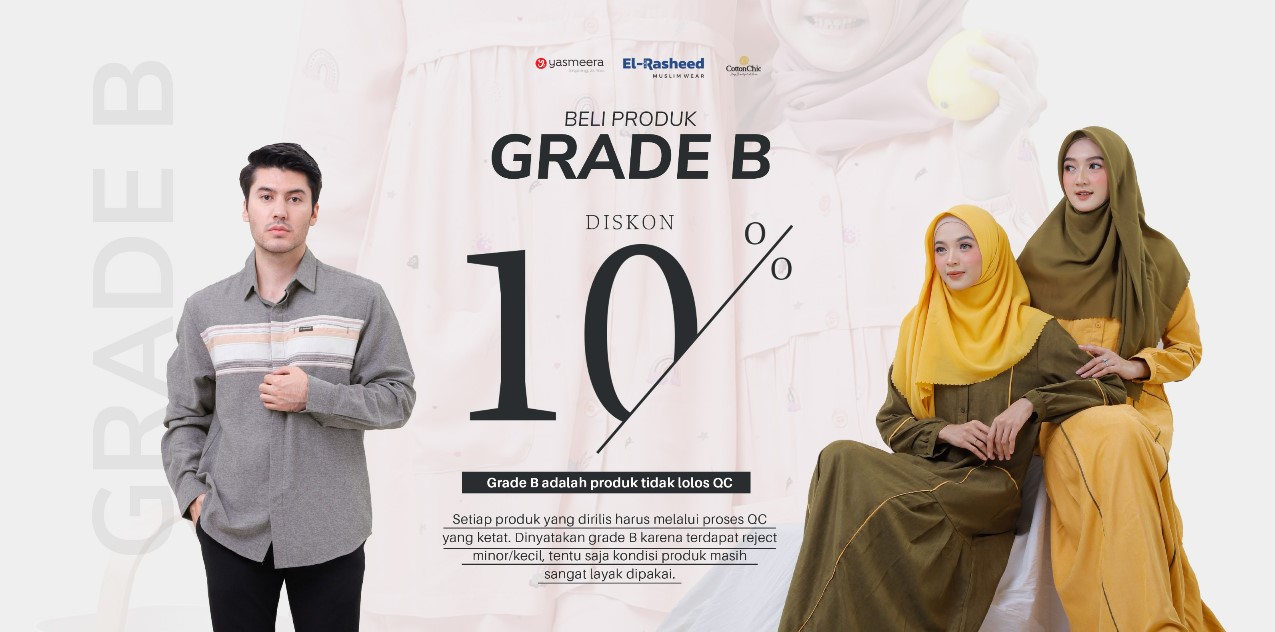 GRADE B
yasmeera
El-Rasheed
MUSLIM WEAR
CottonChic
BELI PRODUK
GRADE B
DISKON
10%
Grade B adalah produk tidak lolos QC
Setiap produk yang dirilis harus melalui proses QC
yang ketat. Dinyatakan grade B karena terdapat reject
minor/kecil, tentu saja kondisi produk masih
sangat layak dipakai.